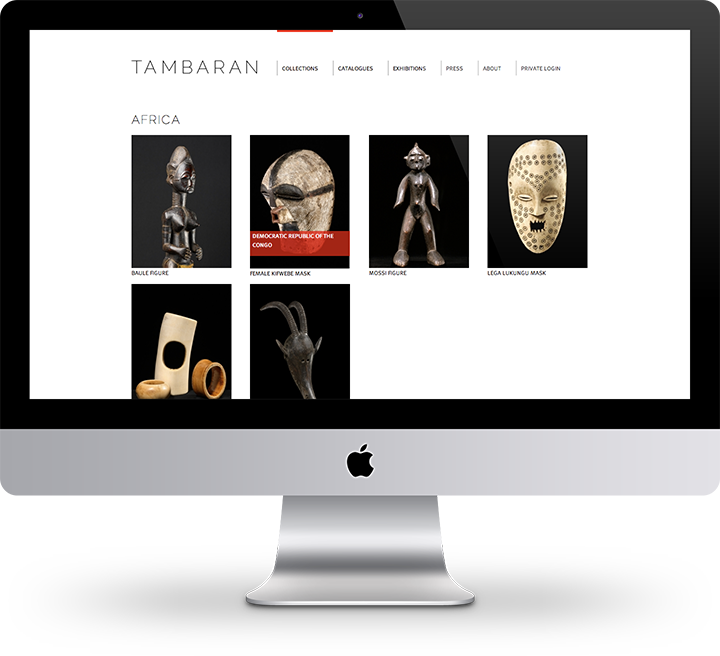 TAMBARAN
COLLECTIONS
CATALOGUES
EXHIBITIONS
PRESS
ABOUT
PRIVATE LOGIN
AFRICA
DEMOCRATIC REPUBLIC OF THE
CONGO
BAULE FIGURE
FEMALE KIFWEBE MASK
MOSSI FIGURE
LEGA LUKUNGU MASK